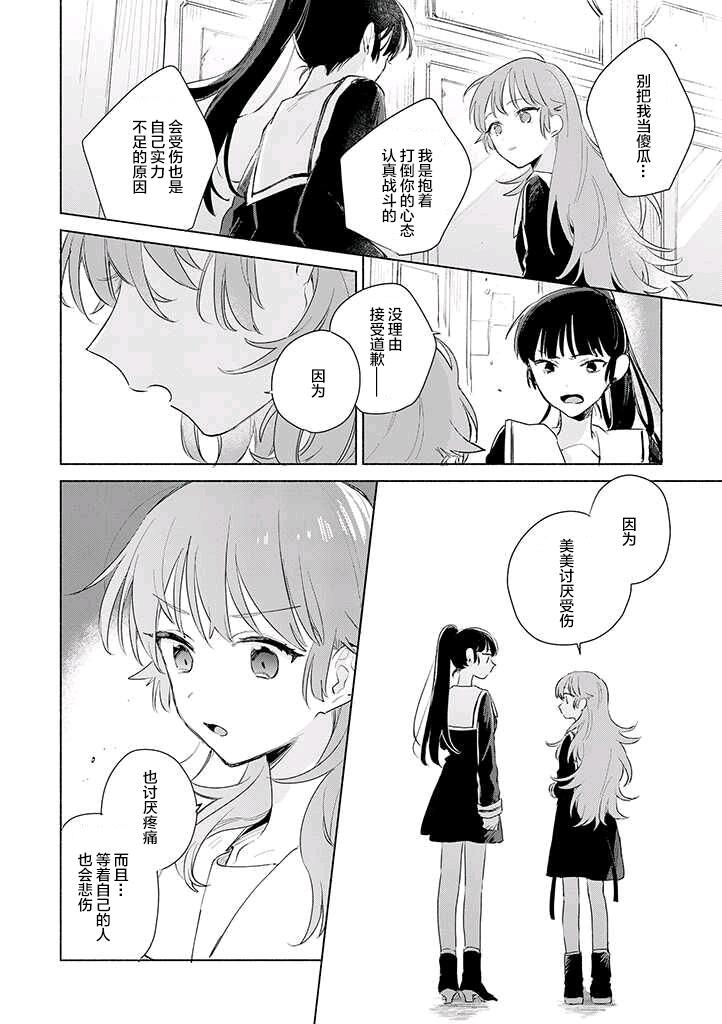 别把我当傻瓜…
我是抱着
打倒你的心态
认真战斗的
会受伤也是
自己实力
不足的原因
没理由
接受道歉——
因为
因为
美美讨厌受伤
也讨厌疼痛
而且…
等着自己的人
也会悲伤